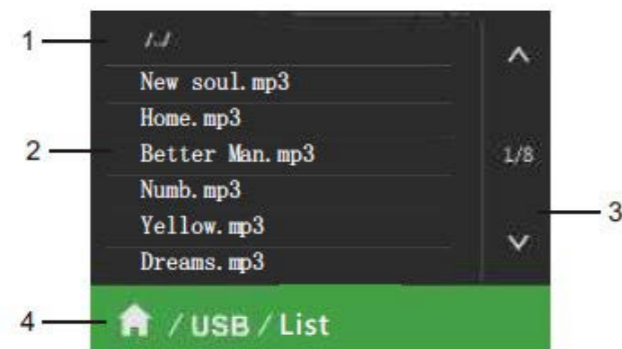 1
/../
New soul.mp3
Home.mp3
2
Better Man.mp3
1/8
Numb.mp3
Yellow.mp3
3
Dreams.mp3
4
/ USB / List